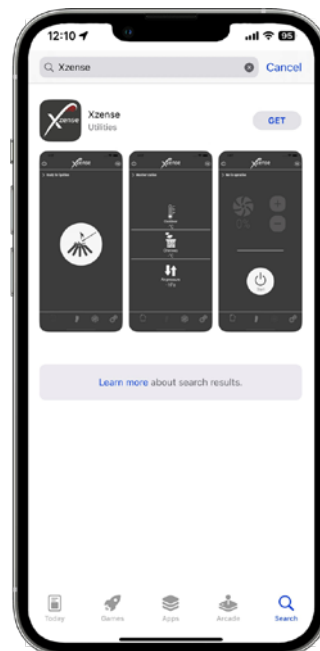 12:10
95
Xzense
Cancel
Xzense
Utilities
GET
Xzense
Xzense
Xzense
Learn more about search results.
Today
Games
Apps
Arcade
Search